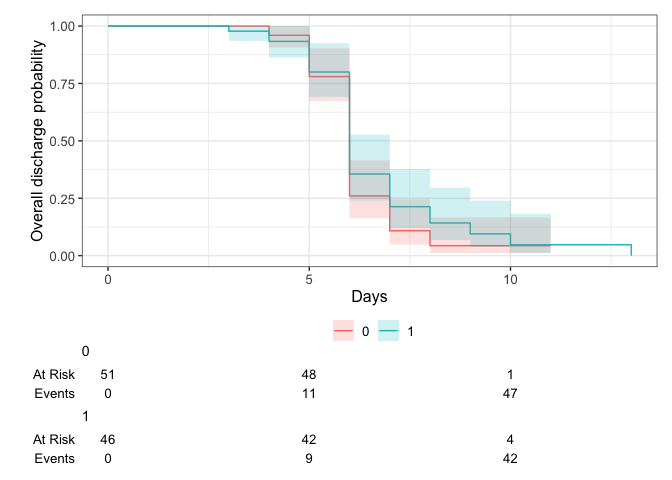 1.00
0.75
0.50
0.25
0.00
Overall discharge probability
0 5 10
Days
0 1
0
At Risk 51 48 1
Events 0 11 47
1
At Risk 46 42 4
Events 0 9 42